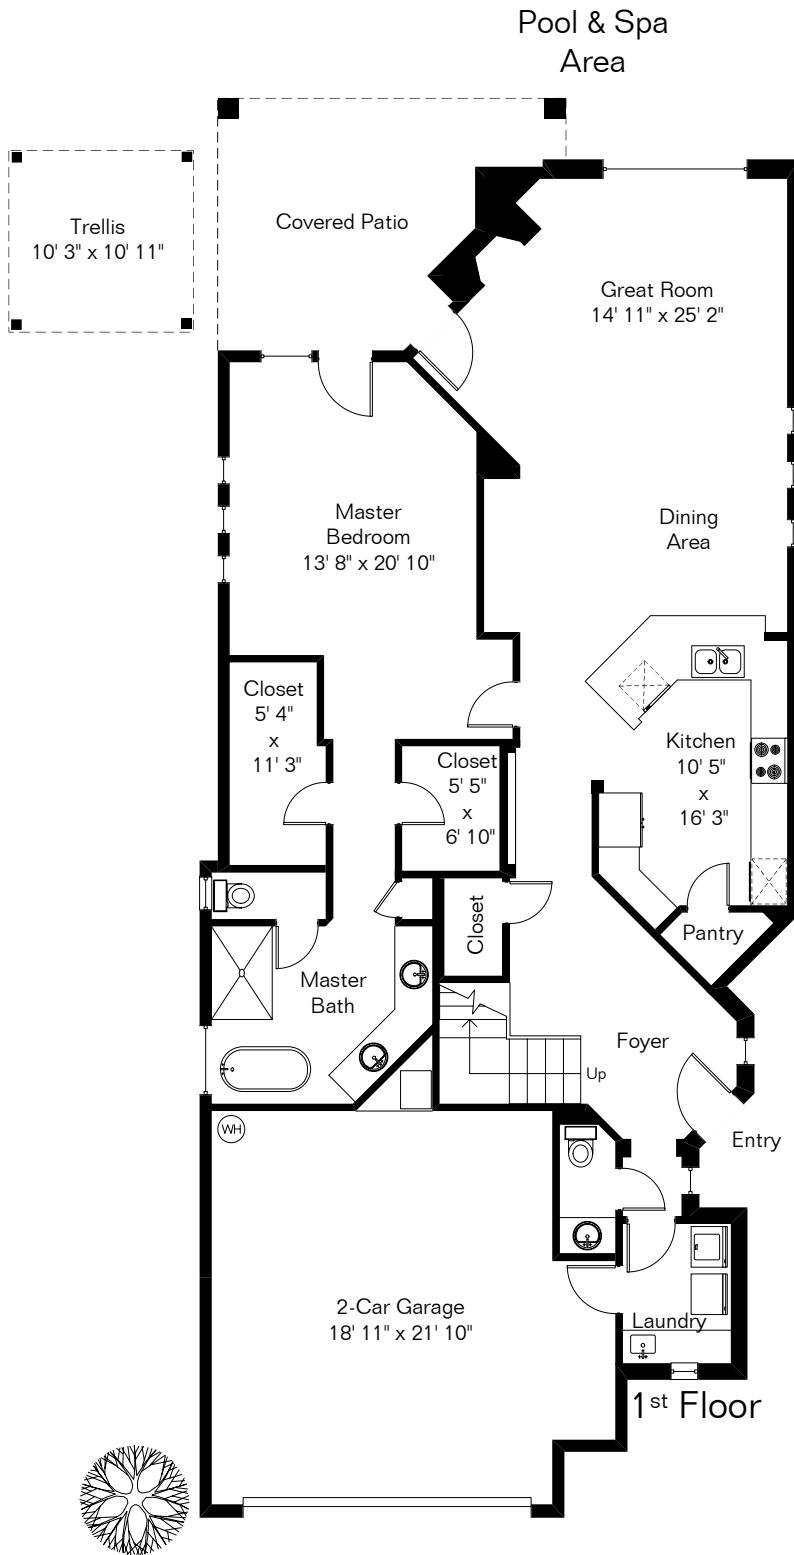 Pool & Spa
Area
Trellis
10' 3" x 10' 11"
Covered Patio
Great Room
14' 11" x 25' 2"
Master
Bedroom
13' 8" x 20' 10"
Dining
Area
Closet
5' 4"
x
11' 3"
Closet
5' 5"
x
6' 10"
Kitchen
10' 5"
x
16' 3"
Closet
Pantry
Master
Bath
Foyer
Up
WH
Entry
2-Car Garage
18' 11" x 21' 10"
Laundry
1st Floor